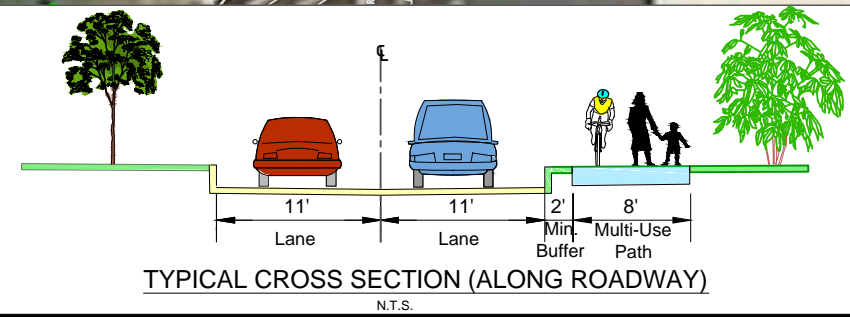 ℄
11' 11' 2' 8'
Lane Lane Min. Multi-Use
Buffer Path
TYPICAL CROSS SECTION (ALONG ROADWAY)
N.T.S.